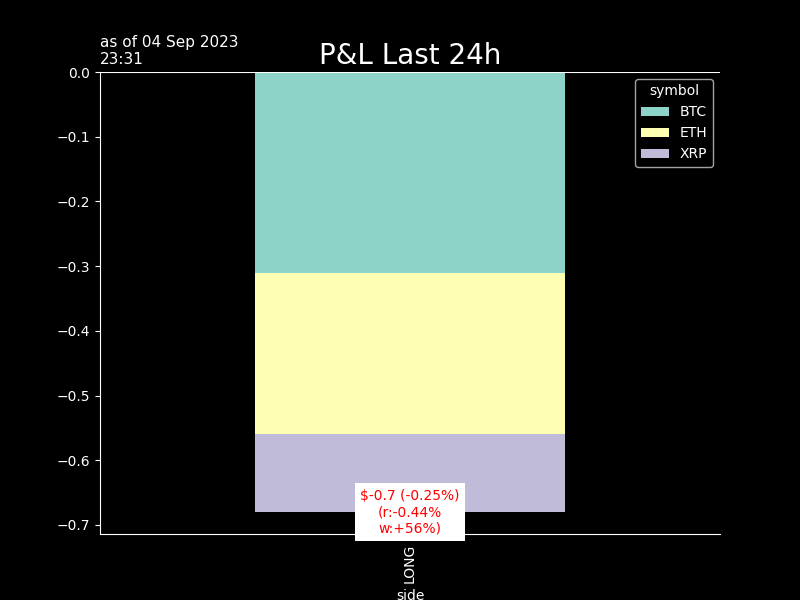 as of 04 Sep 2023
23:31
P&L Last 24h
0.0
−0.1
−0.2
−0.3
−0.4
−0.5
−0.6
−0.7
symbol
BTC
ETH
XRP
$-0.7 (-0.25%)
(r:-0.44%
w:+56%)
LONG
side